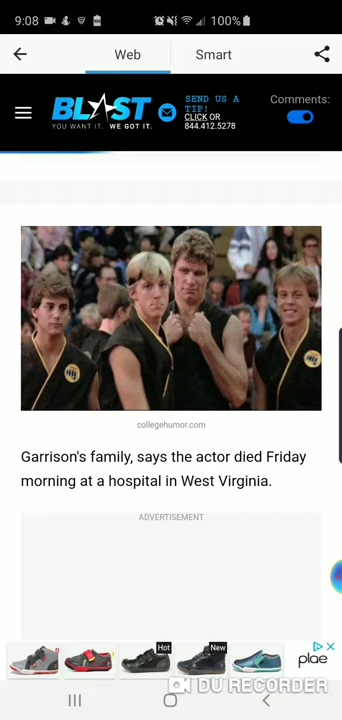 9:08
100%
Web
Smart
BLAST
YOU WANT IT. WE GOT IT.
SEND US A
TIP!
CLICK OR
844.412.5278
Comments:
collegehumor.com
Garrison's family, says the actor died Friday
morning at a hospital in West Virginia.
ADVERTISEMENT
Hot
New
plae
DU RECORDER